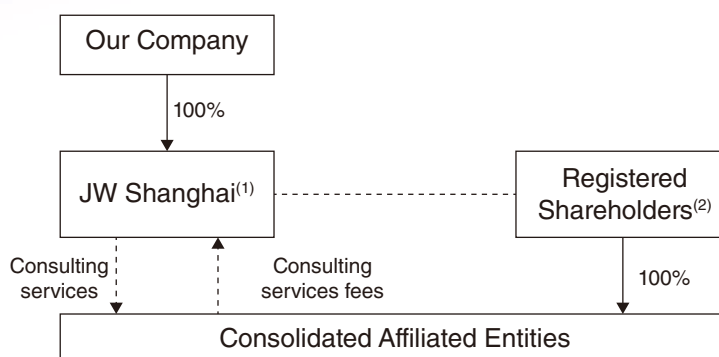 Our Company
100%
JW Shanghai(1)
Registered
Shareholders(2)
Consulting
services
Consulting
services fees
100%
Consolidated Affiliated Entities